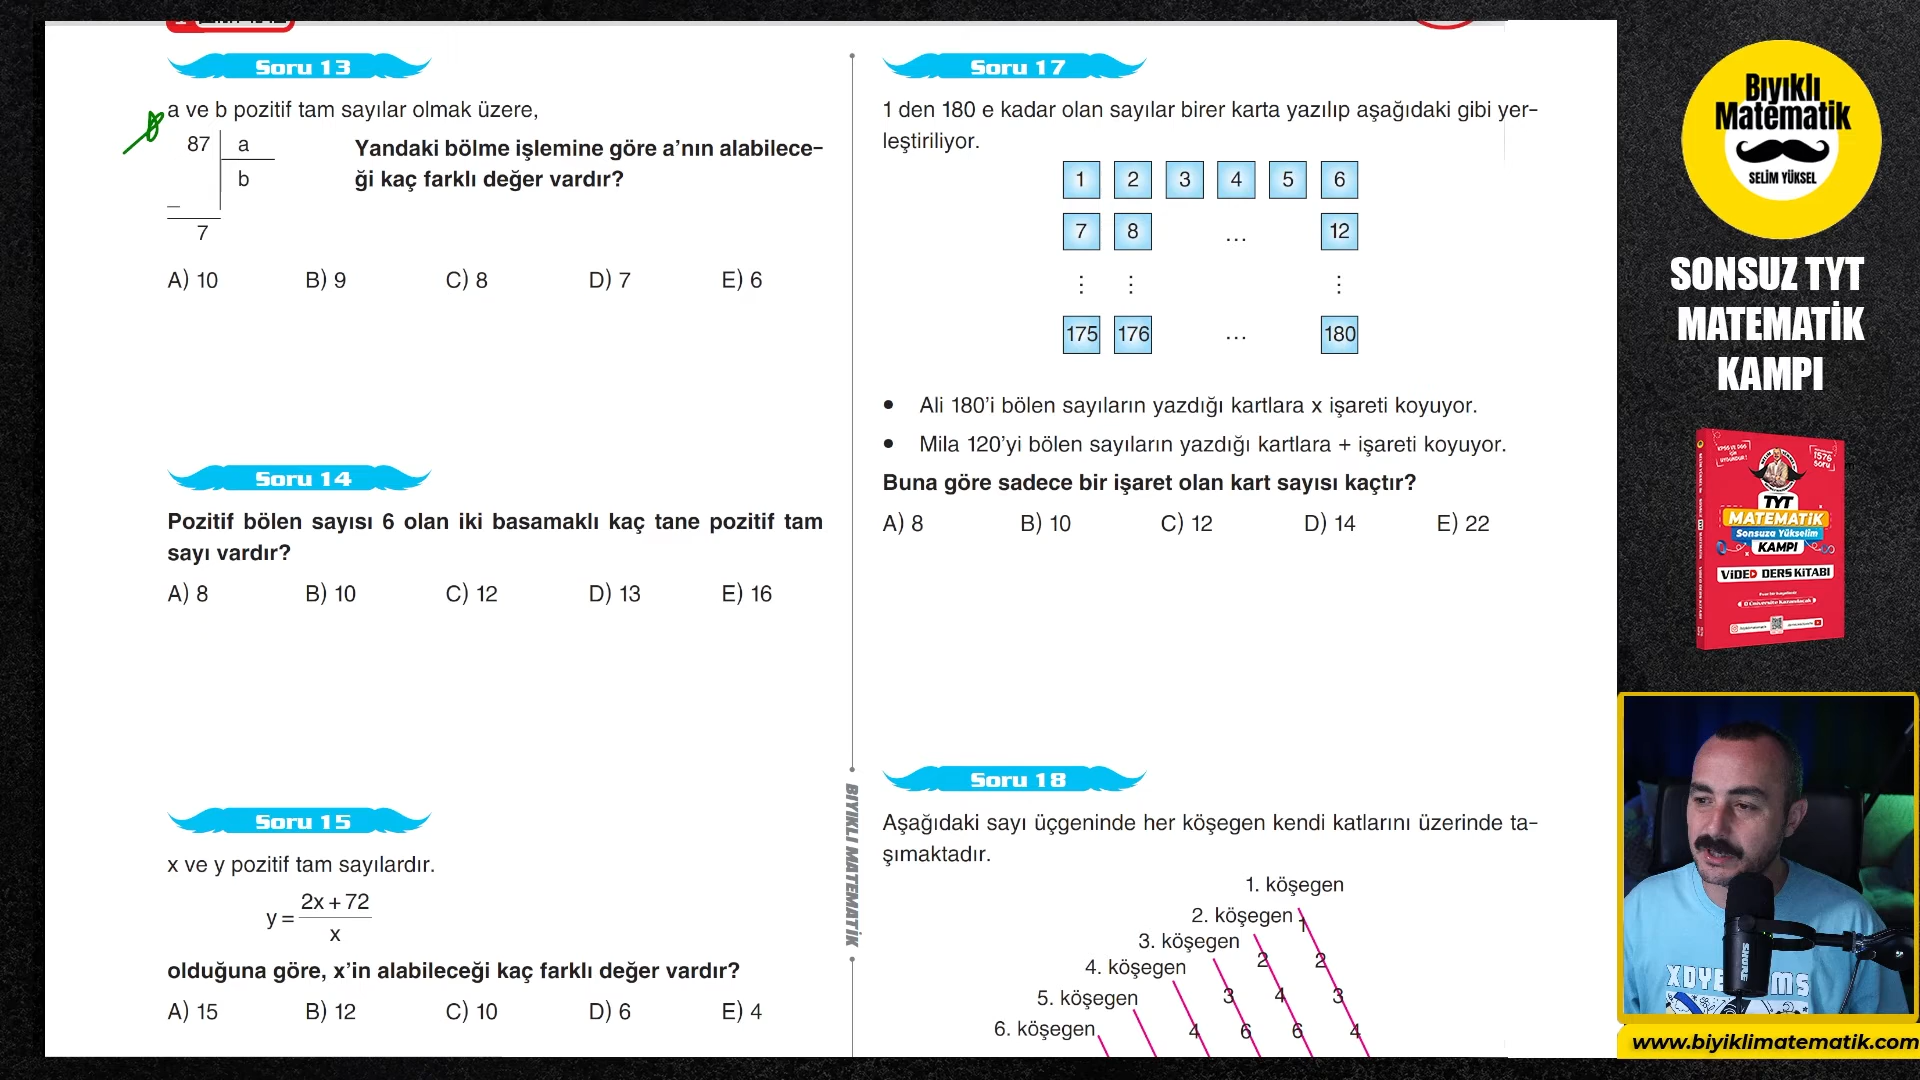 Soru 13
a ve b pozitif tam sayılar olmak üzere,
87 a
b
7
Yandaki bölme işlemine göre a’nın alabilece-
ği kaç farklı değer vardır?
A) 10 B) 9 C) 8 D) 7 E) 6
Soru 14
Pozitif bölen sayısı 6 olan iki basamaklı kaç tane pozitif tam
sayı vardır?
A) 8 B) 10 C) 12 D) 13 E) 16
Soru 15
x ve y pozitif tam sayılardır.
y = 2x + 72
x
olduğuna göre, x’in alabileceği kaç farklı değer vardır?
A) 15 B) 12 C) 10 D) 6 E) 4
BIYIKLI MATEMATİK
Soru 17
1 den 180 e kadar olan sayılar birer karta yazılıp aşağıdaki gibi yer-
leştiriliyor.
1 2 3 4 5 6
7 8 ... 12
⋮ ⋮ ⋮
175 176 ... 180
• Ali 180’i bölen sayıların yazdığı kartlara x işareti koyuyor.
• Mila 120’yi bölen sayıların yazdığı kartlara + işareti koyuyor.
Buna göre sadece bir işaret olan kart sayısı kaçtır?
A) 8 B) 10 C) 12 D) 14 E) 22
Soru 18
Aşağıdaki sayı üçgeninde her köşegen kendi katlarını üzerinde ta-
şımaktadır.
1. köşegen
2. köşegen 1
3. köşegen 2 2
4. köşegen 3 4 3
5. köşegen 4 6 6 4
6. köşegen
Bıyıklı
Matematik
SELİM YÜKSEL
SONSUZ TYT
MATEMATİK
KAMPI
1576
Soru
TYT
MATEMATİK
Sonsuza Yükselim
KAMPI
VİDEO DERS KİTABI
SHURE
www.biyiklimatematik.com